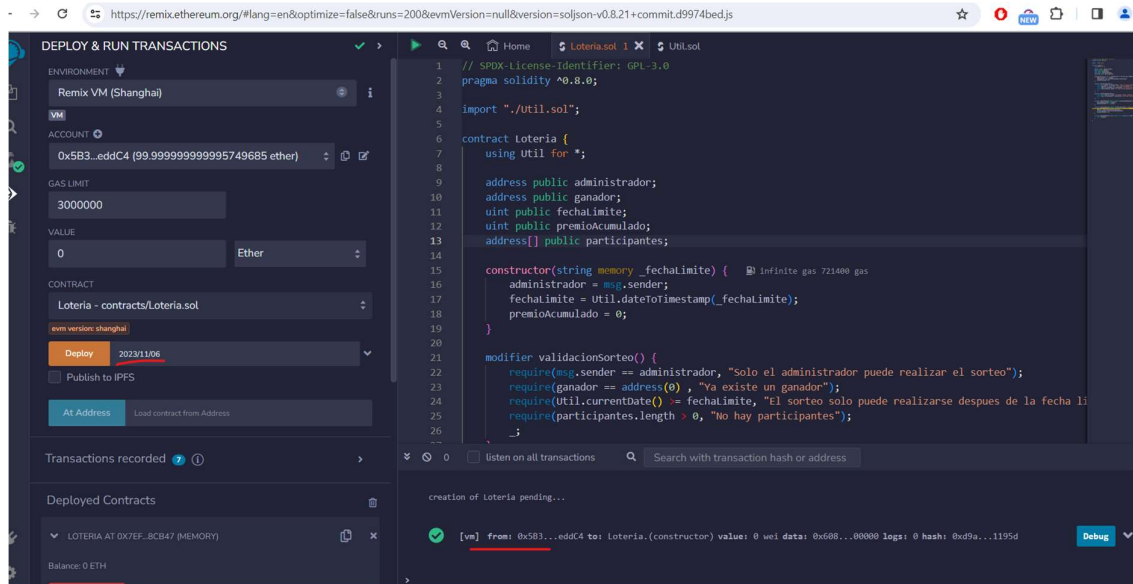 https://remix.ethereum.org/#lang=en&optimize=false&runs=200&evmVersion=null&version=soljson-v0.8.21+commit.d9974bed.js
NEW
DEPLOY & RUN TRANSACTIONS
ENVIRONMENT
Remix VM (Shanghai)
VM
ACCOUNT
0x5B3...eddC4 (99.999999999995749685 ether)
GAS LIMIT
3000000
VALUE
0
Ether
CONTRACT
Loteria - contracts/Loteria.sol
evm version: shanghai
Deploy 2023/11/06
Publish to IPFS
At Address Load contract from Address
Transactions recorded 7 i
Deployed Contracts
LOTERIA AT 0X7EF...8CB47 (MEMORY)
Balance: 0 ETH
Home Loteria.sol 1 Util.sol
1 // SPDX-License-Identifier: GPL-3.0
2 pragma solidity ^0.8.0;
3
4 import "./Util.sol";
5
6 contract Loteria {
7 using Util for *;
8
9 address public administrador;
10 address public ganador;
11 uint public fechaLimite;
12 uint public premioAcumulado;
13 address[] public participantes;
14
15 constructor(string memory _fechaLimite) { infinite gas 721400 gas
16 administrador = msg.sender;
17 fechaLimite = Util.dateToTimestamp(_fechaLimite);
18 premioAcumulado = 0;
19 }
20
21 modifier validacionSorteo() {
22 require(msg.sender == administrador, "Solo el administrador puede realizar el sorteo");
23 require(ganador == address(0) , "Ya existe un ganador");
24 require(Util.currentDate() >= fechaLimite, "El sorteo solo puede realizarse despues de la fecha li
25 require(participantes.length > 0, "No hay participantes");
26 _;
0 listen on all transactions Search with transaction hash or address
creation of Loteria pending...
[vm] from: 0x5B3...eddC4 to: Loteria.(constructor) value: 0 wei data: 0x608...00000 logs: 0 hash: 0xd9a...1195d
Debug
>